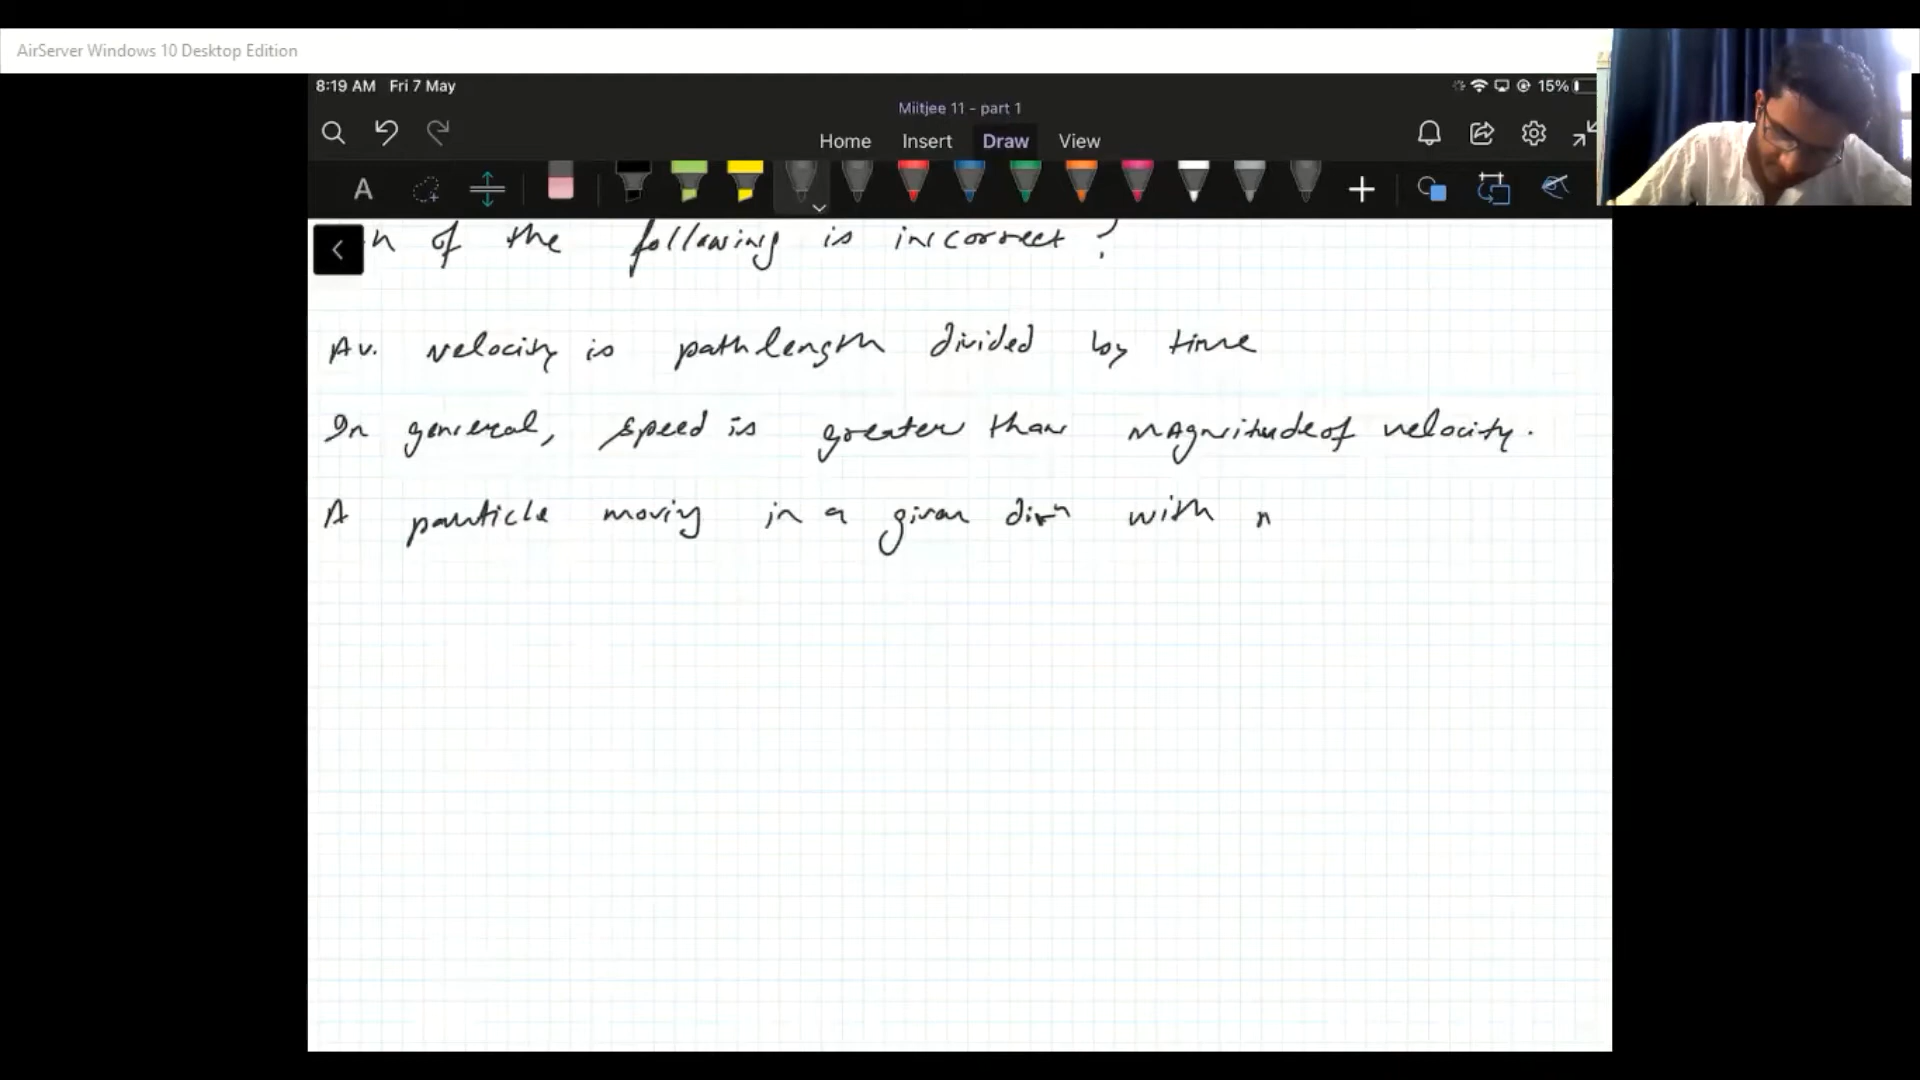 AirServer Windows 10 Desktop Edition
8:19 AM Fri 7 May
15%
Miitjee 11 - part 1
Home Insert Draw View
A
n of the following is incorrect?
Av. velocity is pathlength divided by time
In general, speed is greater than magnitude of velocity.
A particle moving in a given dirn with n